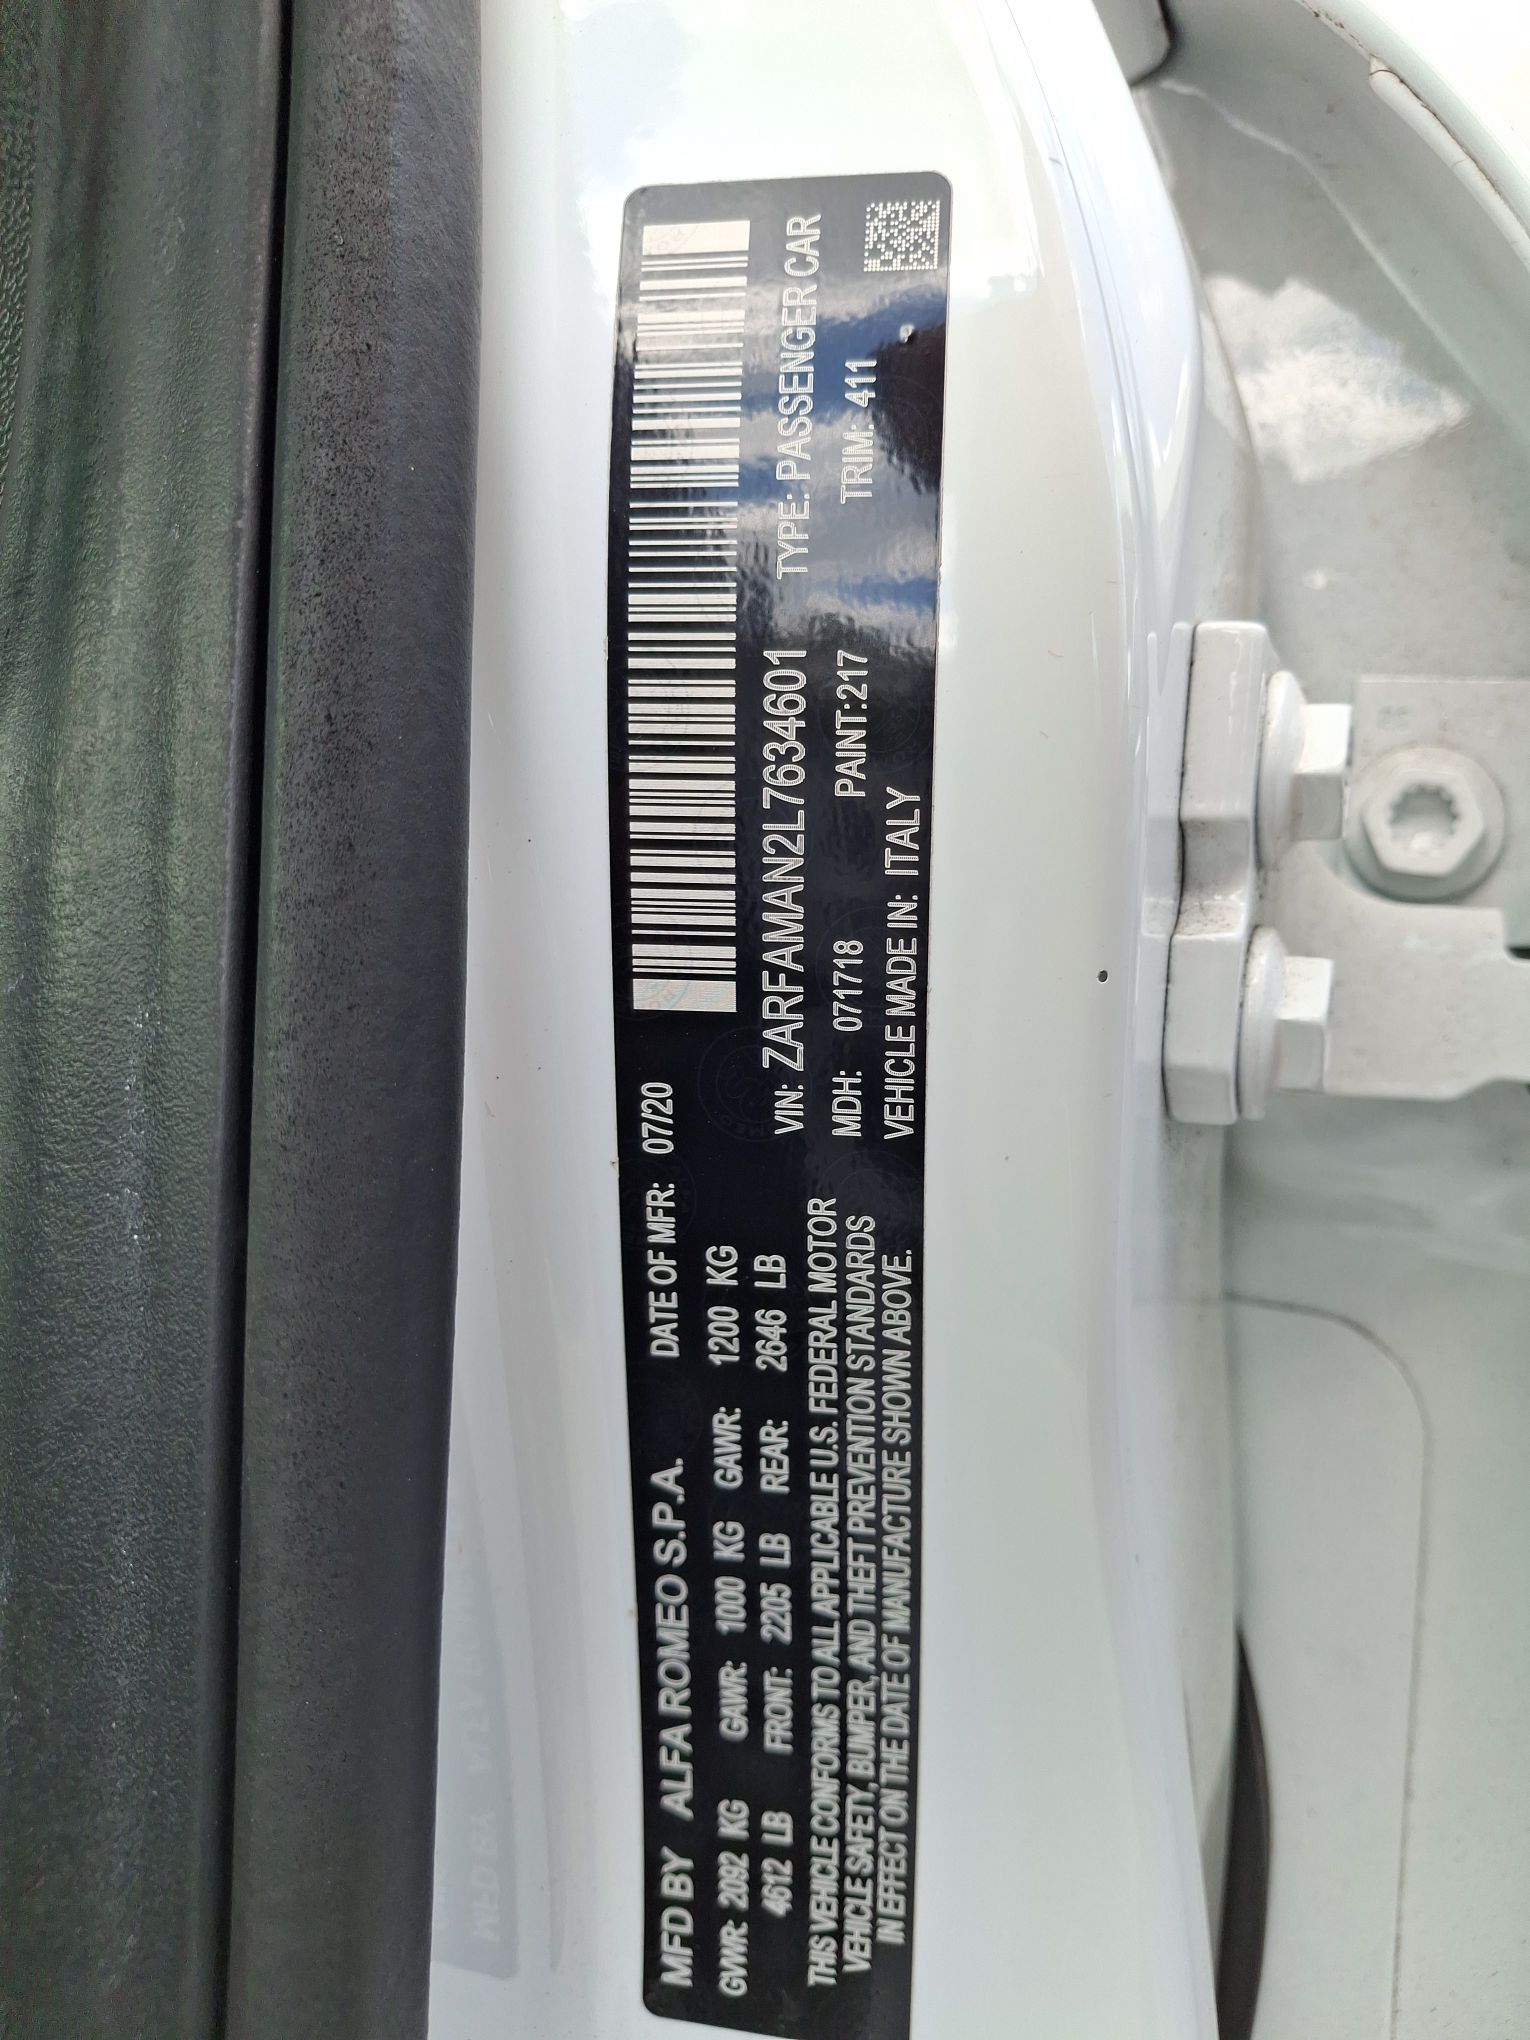 MFD BY ALFA ROMEO S.P.A. DATE OF MFR: 07/20
GVWR: 2092 KG GAWR: 1000 KG GAWR: 1200 KG
4612 LB FRONT: 2205 LB REAR: 2646 LB
THIS VEHICLE CONFORMS TO ALL APPLICABLE U.S. FEDERAL MOTOR
VEHICLE SAFETY, BUMPER, AND THEFT PREVENTION STANDARDS
IN EFFECT ON THE DATE OF MANUFACTURE SHOWN ABOVE.
VIN: ZARFAMAN2L7634601 TYPE: PASSENGER CAR
MDH: 071718 PAINT:217 TRIM: 411
VEHICLE MADE IN: ITALY